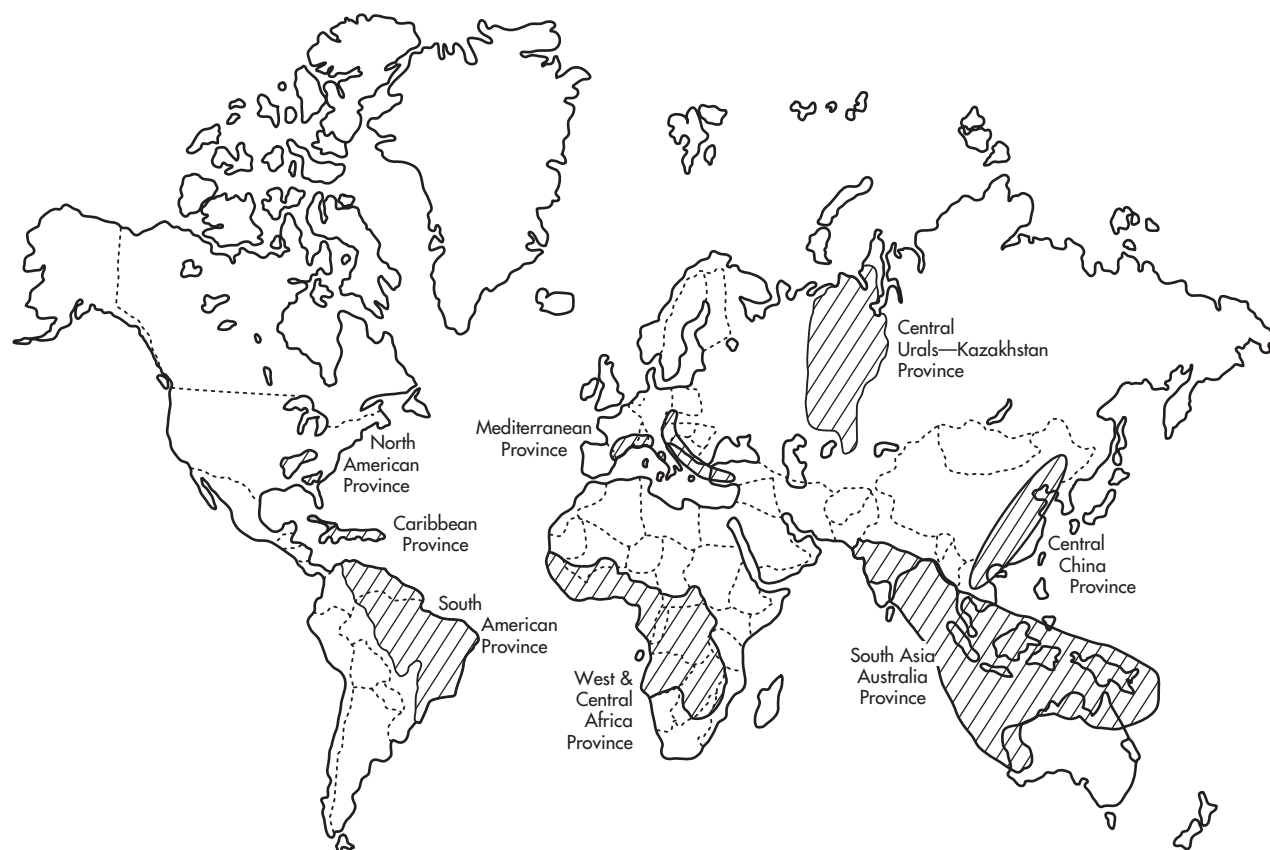 Central
Urals—Kazakhstan
Province
Mediterranean
Province
North
American
Province
Caribbean
Province
Central
China
Province
South
American
Province
South Asia
Australia
Province
West &
Central
Africa
Province